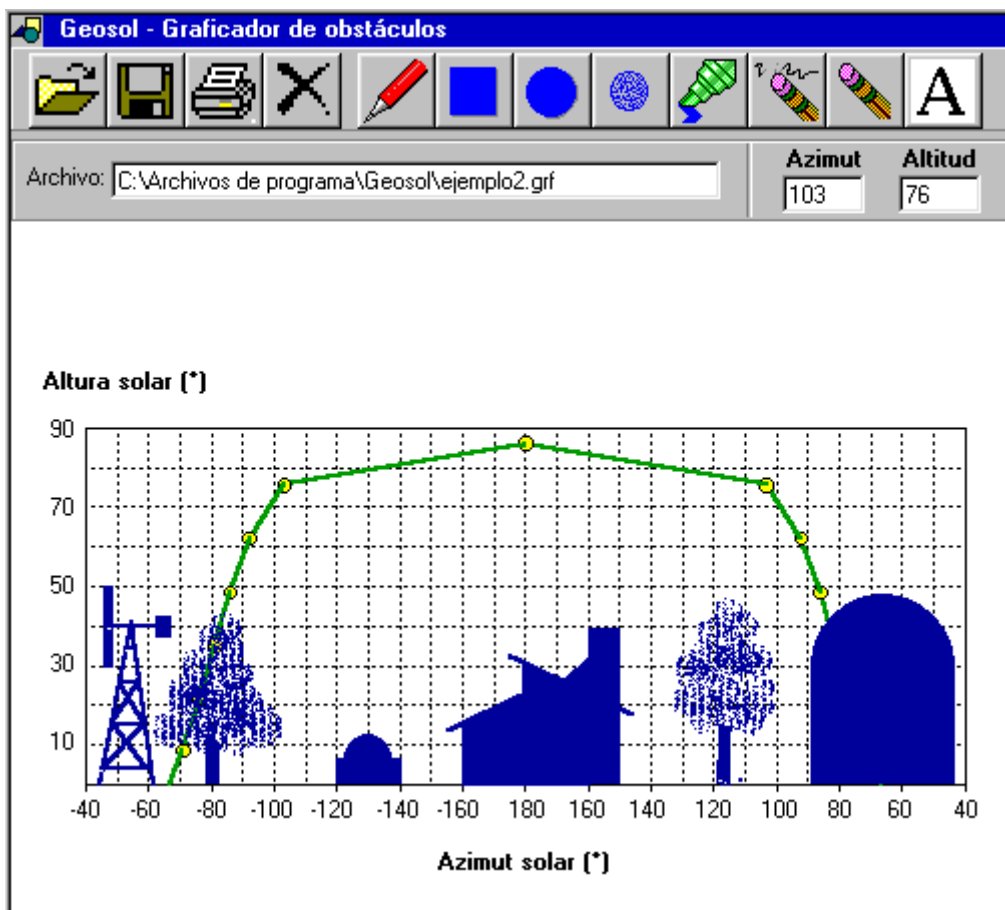 Geosol - Graficador de obstáculos
A
Azimut Altitud
Archivo: C:\Archivos de programa\Geosol\ejemplo2.grf 103 76
Altura solar (°)
90
70
50
30
10
-40 -60 -80 -100 -120 -140 -160 180 160 140 120 100 80 60 40
Azimut solar (°)